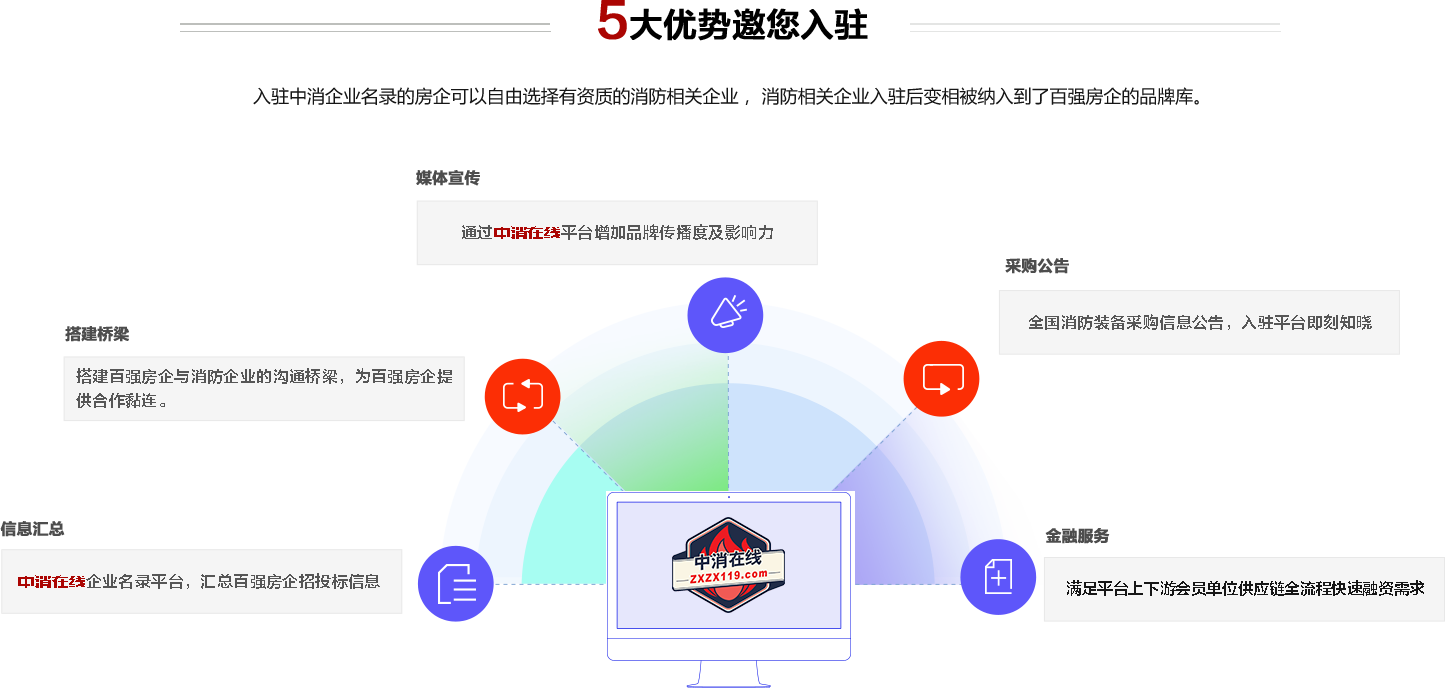 5大优势邀您入驻
入驻中消企业名录的房企可以自由选择有资质的消防相关企业，消防相关企业入驻后变相被纳入到了百强房企的品牌库。
媒体宣传
通过中消在线平台增加品牌传播度及影响力
采购公告
全国消防装备采购信息公告，入驻平台即刻知晓
搭建桥梁
搭建百强房企与消防企业的沟通桥梁，为百强房企提
供合作黏连。
信息汇总
中消在线企业名录平台，汇总百强房企招投标信息
中消在线
ZXZX119.com
金融服务
满足平台上下游会员单位供应链全流程快速融资需求